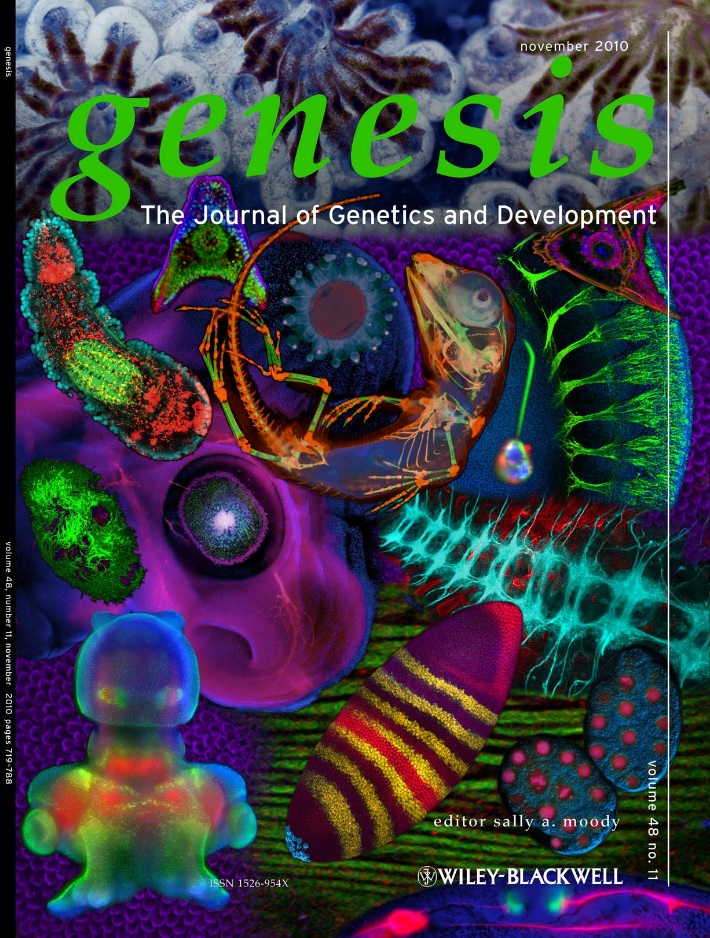 november 2010
genesis
The Journal of Genetics and Development
genesis
volume 48, number 11, november 2010 pages 719-788
volume 48 no. 11
editor sally a. moody
ISSN 1526-954X
WILEY-BLACKWELL